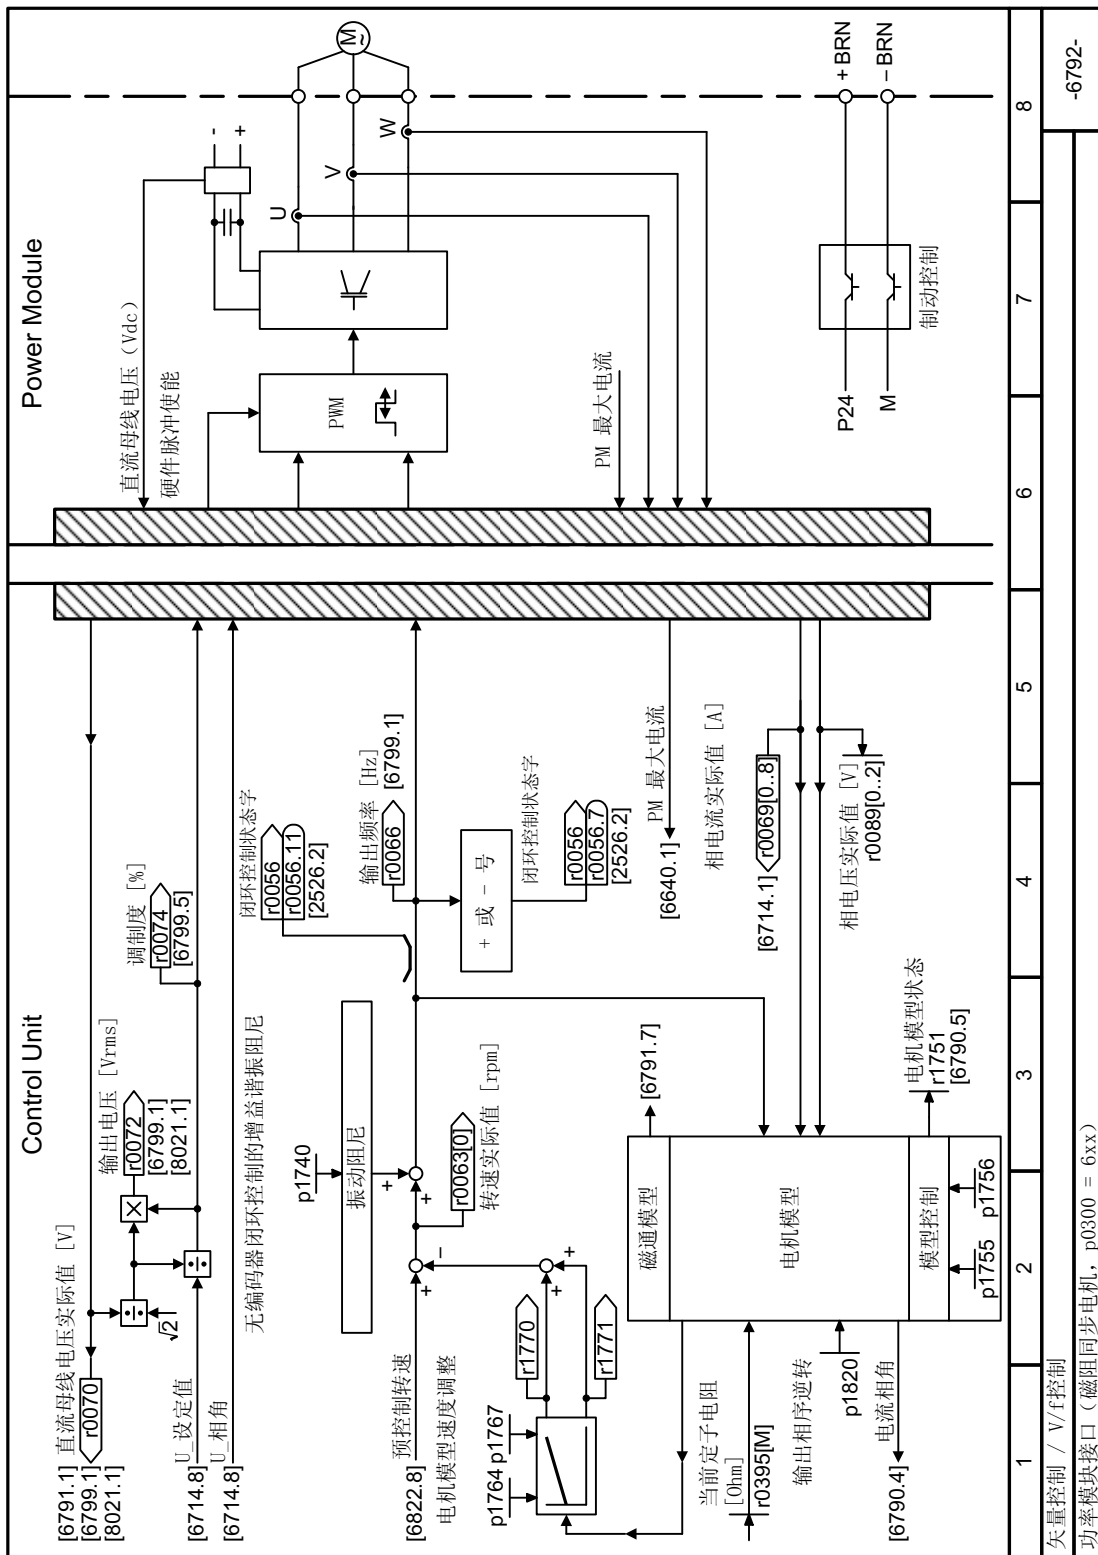 Control Unit
Power Module
[6791.1]
[6799.1]
[8021.1]
直流母线电压实际值 [V]
r0070
√2
输出电压 [Vrms]
r0072
[6799.1]
[8021.1]
调制度 [%]
r0074
[6799.5]
U_设定值
[6714.8]
U_相角
[6714.8]
无编码器闭环控制的增益谐振阻尼
闭环控制状态字
r0056
r0056.11
[2526.2]
p1740
振动阻尼
输出频率 [Hz]
r0066
[6799.1]
预控制转速
[6822.8]
电机模型速度调整
+
−
+
+
r0063[0]
转速实际值 [rpm]
+ 或 - 号
闭环控制状态字
r0056
r0056.7
[2526.2]
p1764
p1767
r1770
r1771
+
+
PM 最大电流
[6640.1]
相电流实际值 [A]
[6714.1]
r0069[0..8]
相电压实际值 [V]
r0089[0..2]
当前定子电阻
[Ohm]
r0395[M]
磁通模型
[6791.7]
电机模型
模型控制
输出相序逆转
p1820
电流相角
[6790.4]
p1755
p1756
电机模型状态
r1751
[6790.5]
直流母线电压 (Vdc)
硬件脉冲使能
PWM
-
+
M
~
U
V
W
PM 最大电流
P24
M
制动控制
+ BRN
− BRN
1
2
3
4
5
6
7
8
矢量控制 / V/f控制
功率模块接口 (磁阻同步电机, p0300 = 6xx)
-6792-